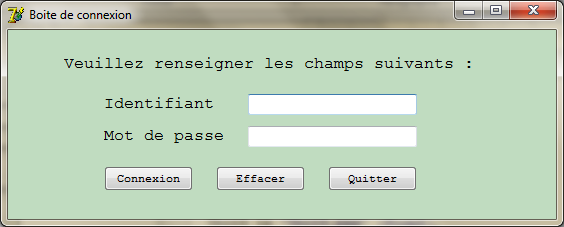 Boite de connexion
Veuillez renseigner les champs suivants :
Identifiant
Mot de passe
Connexion Effacer Quitter